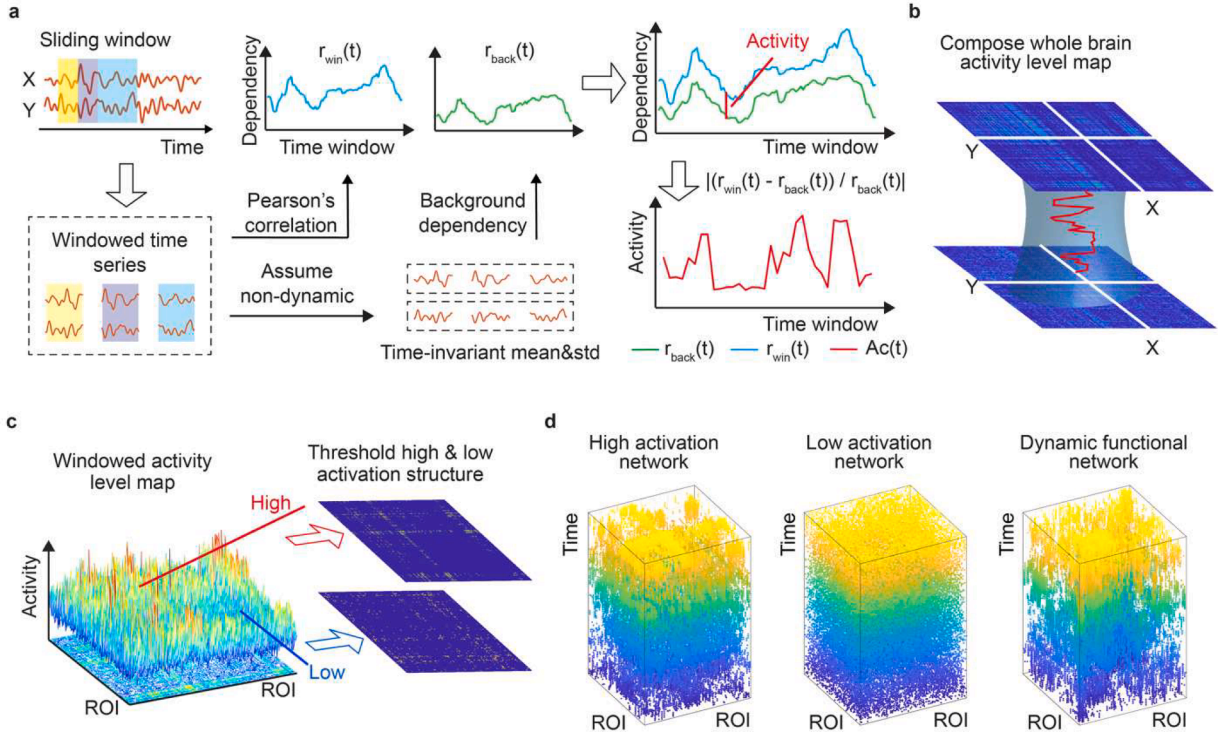 a
Sliding window
X
Y
Time
Windowed time
series
r_win(t)
Dependency
Time window
r_back(t)
Pearson's
correlation
Background
dependency
Assume
non-dynamic
Time-invariant mean&std
Dependency
Activity
Time window
|(r_win(t) - r_back(t)) / r_back(t)|
Activity
Time window
r_back(t) r_win(t) Ac(t)
b
Compose whole brain
activity level map
Y
X
Y
X
c
Windowed activity
level map
Threshold high & low
activation structure
High
Activity
Low
ROI
ROI
d
High activation
network
Time
ROI
ROI
Low activation
network
Time
ROI
ROI
Dynamic functional
network
Time
ROI
ROI